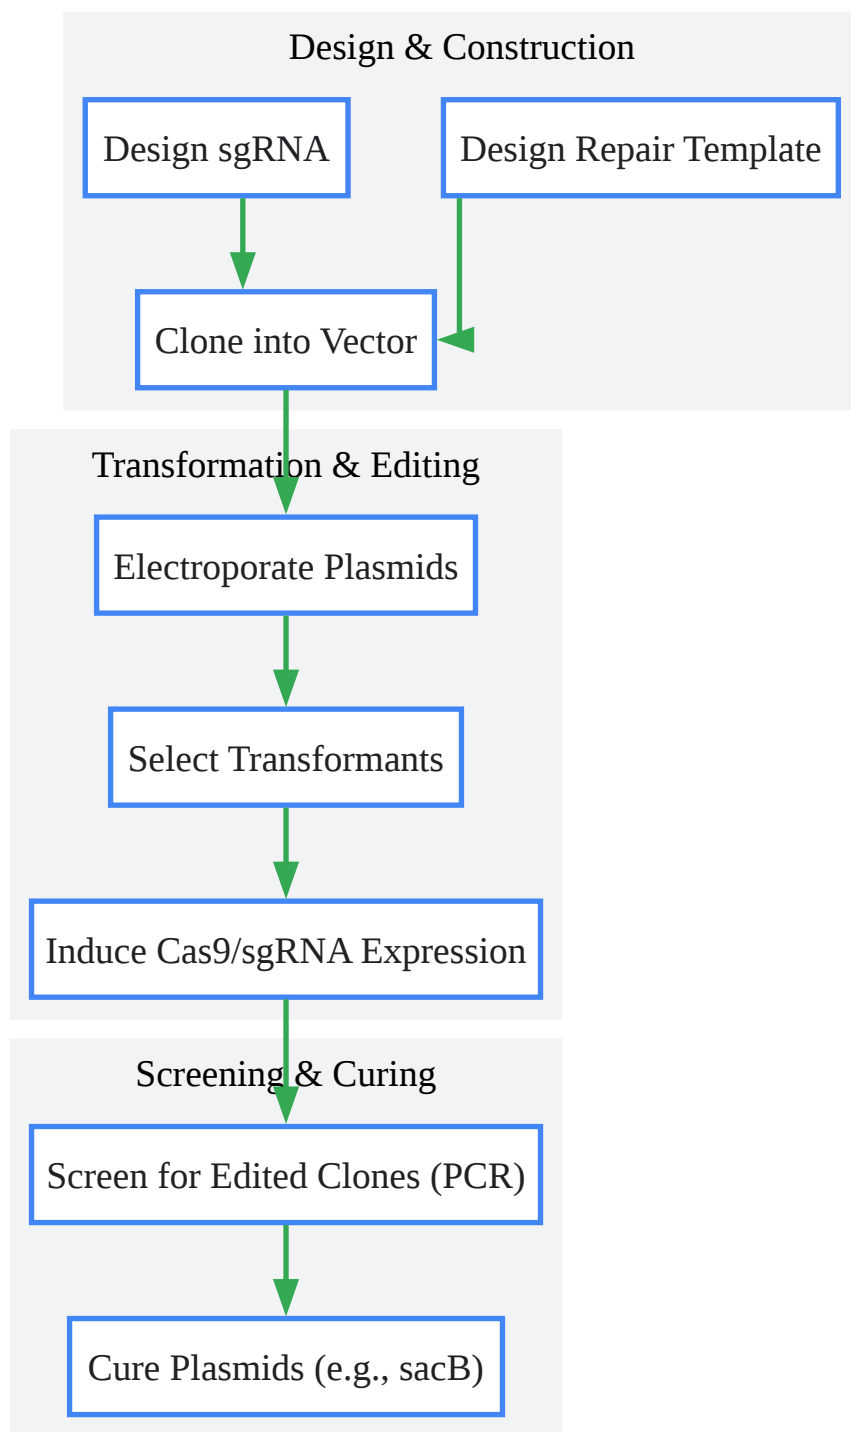 Design & Construction
Design sgRNA
Design Repair Template
Clone into Vector
Transformation & Editing
Electroporate Plasmids
Select Transformants
Induce Cas9/sgRNA Expression
Screening & Curing
Screen for Edited Clones (PCR)
Cure Plasmids (e.g., sacB)